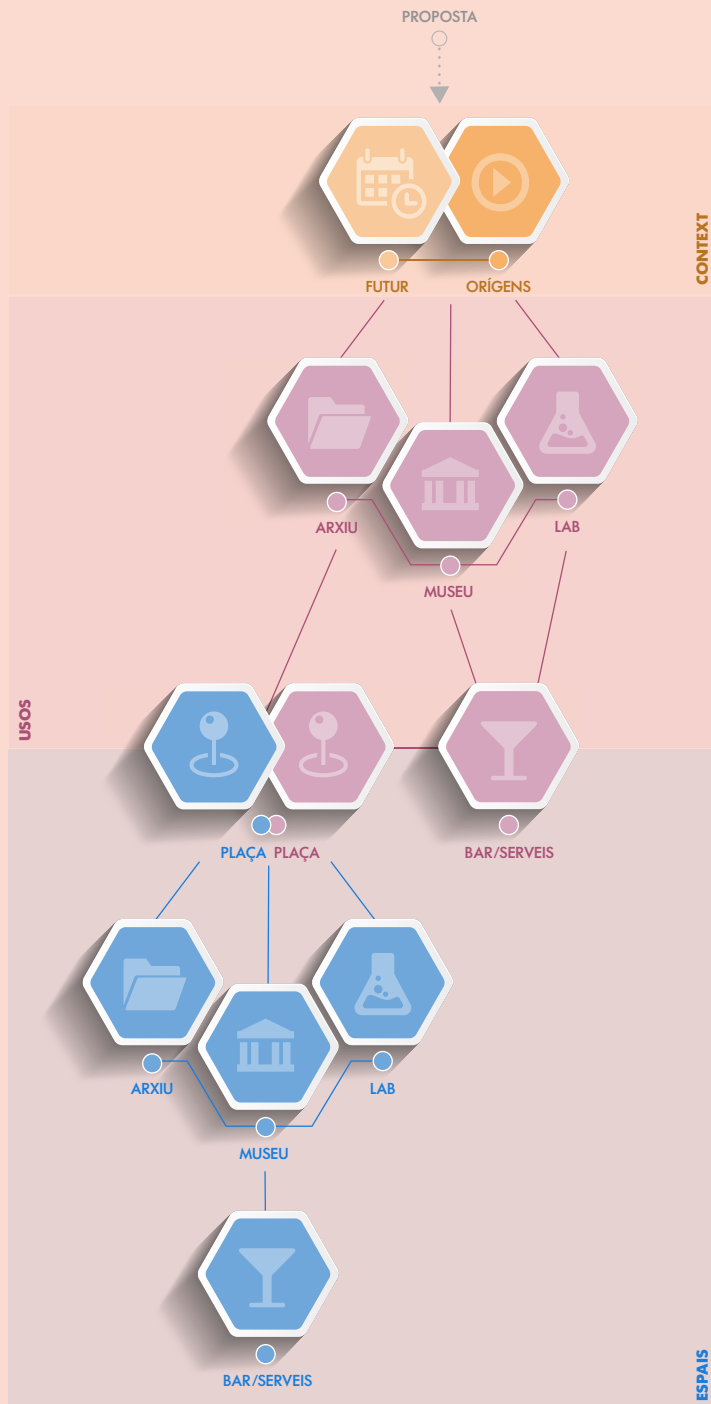 PROPOSTA
CONTEXT
FUTUR
ORÍGENS
ARXIU
LAB
MUSEU
USOS
PLAÇA PLAÇA
BAR/SERVEIS
ARXIU
LAB
MUSEU
BAR/SERVEIS
ESPAIS